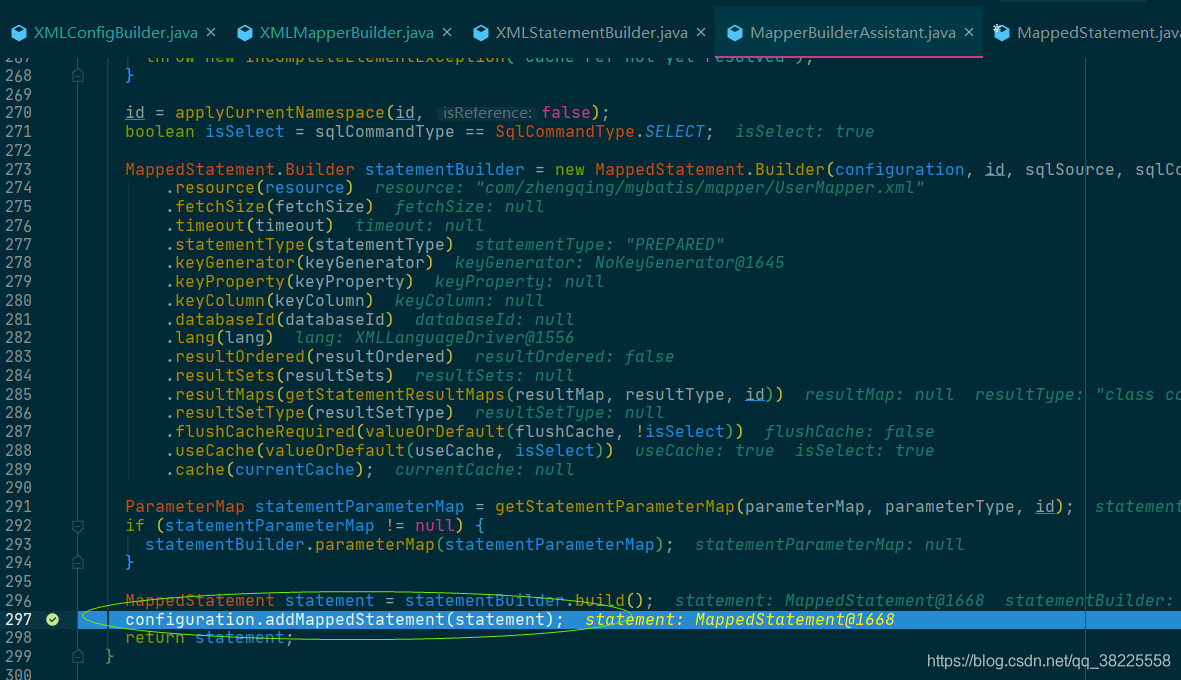 XMLConfigBuilder.java × XMLMapperBuilder.java × XMLStatementBuilder.java × MapperBuilderAssistant.java × MappedStatement.java
267 throw new IncompleteElementException("Cache-ref not yet resolved");
268 }
269
270 id = applyCurrentNamespace(id, isReference: false);
271 boolean isSelect = sqlCommandType == SqlCommandType.SELECT; isSelect: true
272
273 MappedStatement.Builder statementBuilder = new MappedStatement.Builder(configuration, id, sqlSource, sqlCo
274 .resource(resource) resource: "com/zhengqing/mybatis/mapper/UserMapper.xml"
275 .fetchSize(fetchSize) fetchSize: null
276 .timeout(timeout) timeout: null
277 .statementType(statementType) statementType: "PREPARED"
278 .keyGenerator(keyGenerator) keyGenerator: NoKeyGenerator@1645
279 .keyProperty(keyProperty) keyProperty: null
280 .keyColumn(keyColumn) keyColumn: null
281 .databaseId(databaseId) databaseId: null
282 .lang(lang) lang: XMLLanguageDriver@1556
283 .resultOrdered(resultOrdered) resultOrdered: false
284 .resultSets(resultSets) resultSets: null
285 .resultMaps(getStatementResultMaps(resultMap, resultType, id)) resultMap: null resultType: "class co
286 .resultSetType(resultSetType) resultSetType: null
287 .flushCacheRequired(valueOrDefault(flushCache, !isSelect)) flushCache: false
288 .useCache(valueOrDefault(useCache, isSelect)) useCache: true isSelect: true
289 .cache(currentCache); currentCache: null
290
291 ParameterMap statementParameterMap = getStatementParameterMap(parameterMap, parameterType, id); statement
292 if (statementParameterMap != null) {
293 statementBuilder.parameterMap(statementParameterMap); statementParameterMap: null
294 }
295
296 MappedStatement statement = statementBuilder.build(); statement: MappedStatement@1668 statementBuilder:
297 configuration.addMappedStatement(statement); statement: MappedStatement@1668
298 return statement;
299 }
300
https://blog.csdn.net/qq_38225558